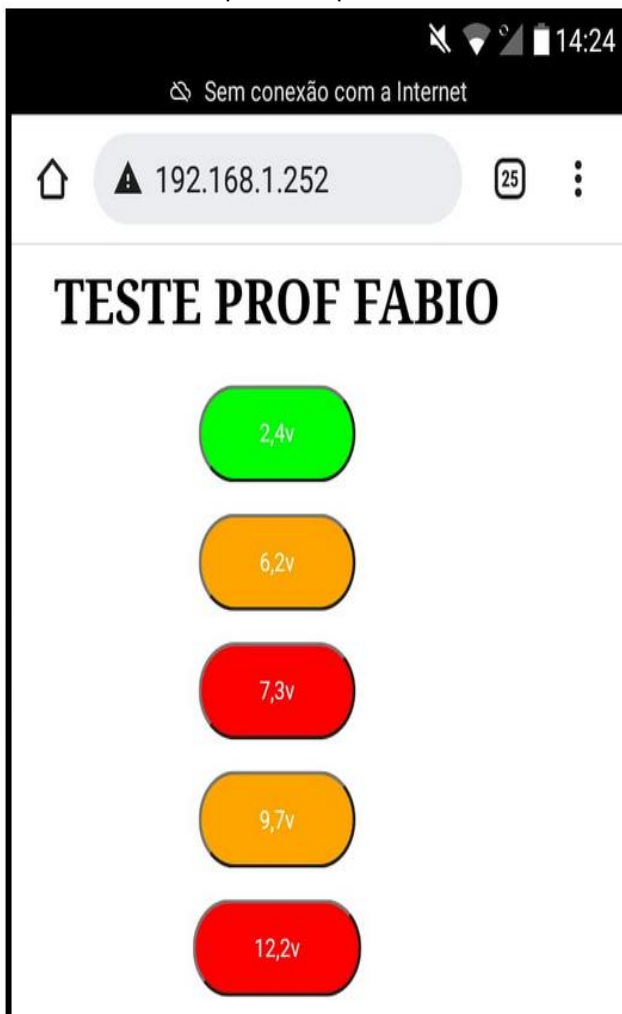 14:24
Sem conexão com a Internet
192.168.1.252
25
TESTE PROF FABIO
2,4v
6,2v
7,3v
9,7v
12,2v